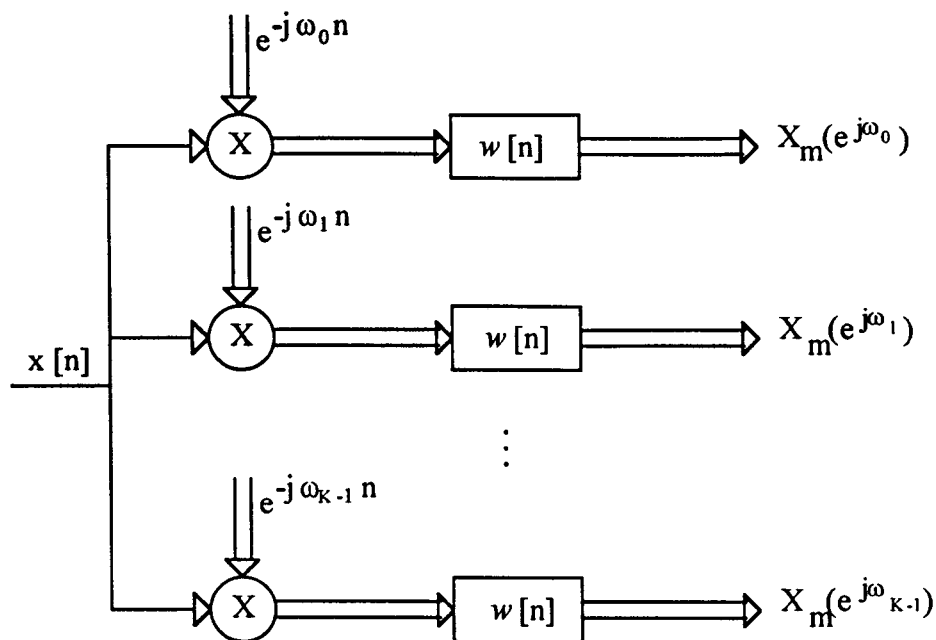 e^{-jω_0 n}
X
w[n]
X_m(e^{jω_0})
e^{-jω_1 n}
X
w[n]
X_m(e^{jω_1})
x[n]
⋮
e^{-jω_{K-1} n}
X
w[n]
X_m(e^{jω_{K-1}})